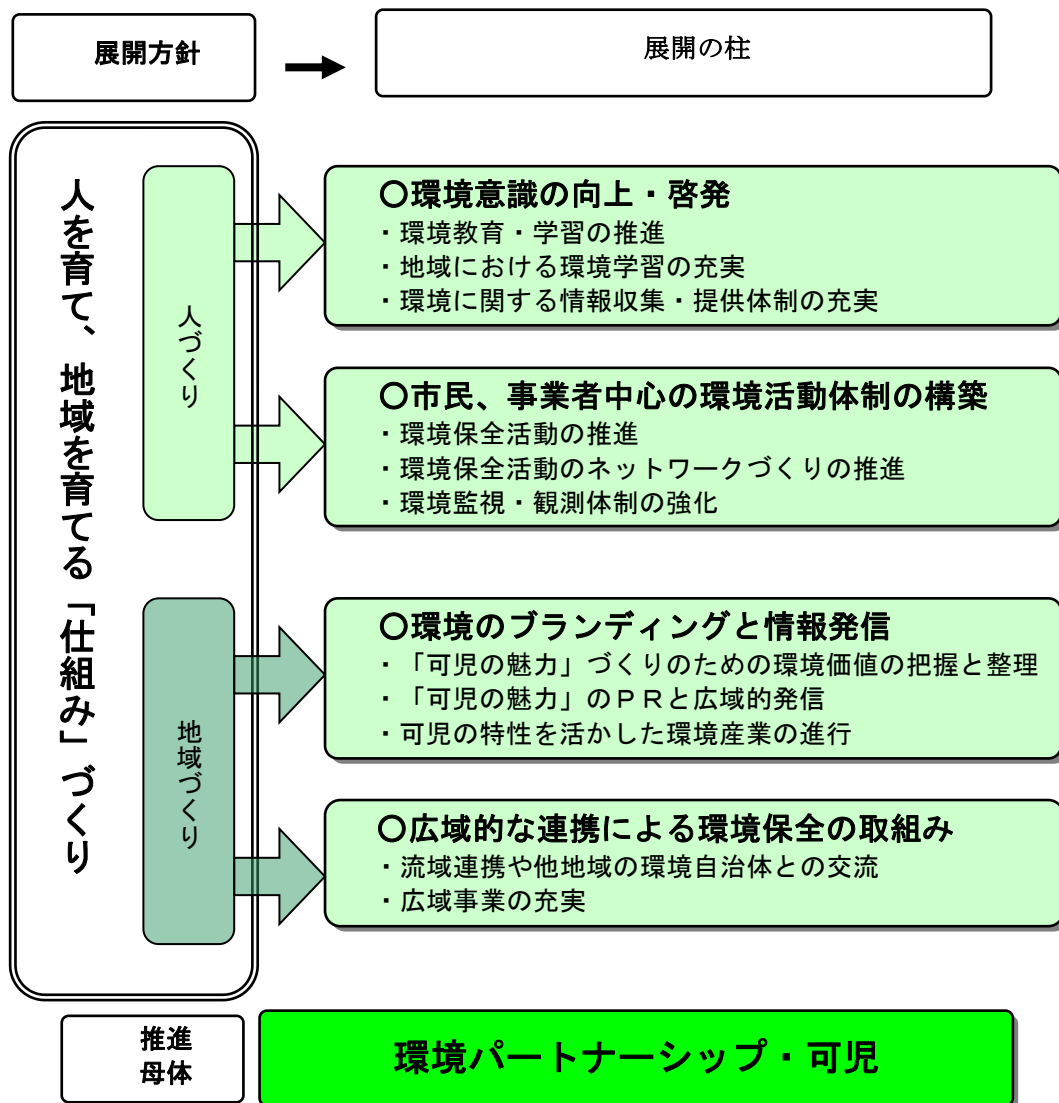 展開方針
展開の柱
人を育て、地域を育てる「仕組み」づくり
人づくり
〇環境意識の向上・啓発
・環境教育・学習の推進
・地域における環境学習の充実
・環境に関する情報収集・提供体制の充実
〇市民、事業者中心の環境活動体制の構築
・環境保全活動の推進
・環境保全活動のネットワークづくりの推進
・環境監視・観測体制の強化
地域づくり
〇環境のブランディングと情報発信
・「可児の魅力」づくりのための環境価値の把握と整理
・「可児の魅力」のＰＲと広域的発信
・可児の特性を活かした環境産業の進行
〇広域的な連携による環境保全の取組み
・流域連携や他地域の環境自治体との交流
・広域事業の充実
推進
母体
環境パートナーシップ・可児